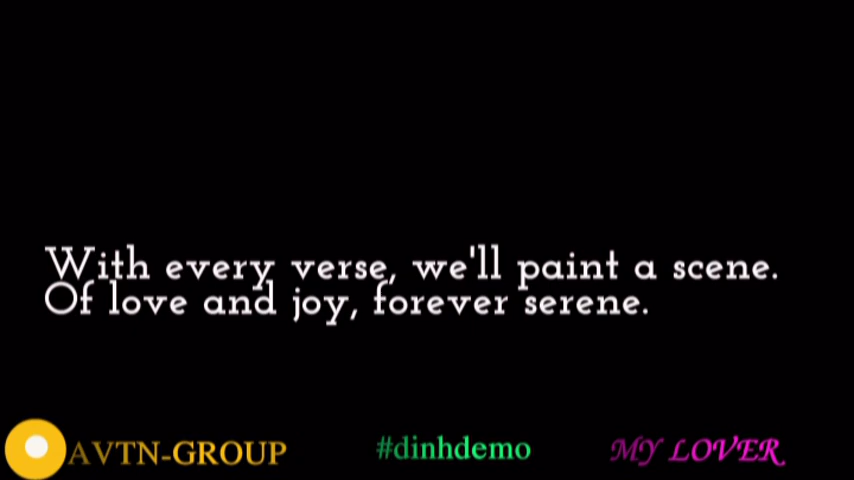 With every verse, we'll paint a scene.
Of love and joy, forever serene.
AVTN-GROUP #dinhdemo MY LOVER